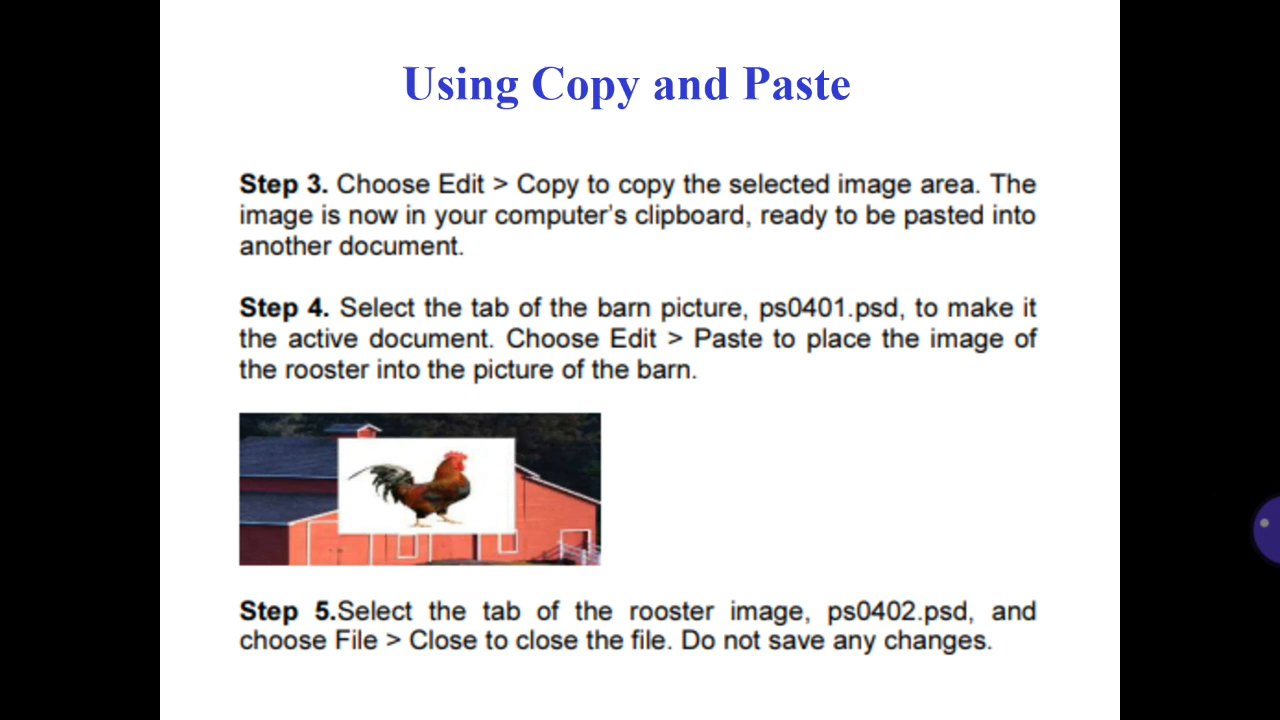 Using Copy and Paste
Step 3. Choose Edit > Copy to copy the selected image area. The
image is now in your computer's clipboard, ready to be pasted into
another document.
Step 4. Select the tab of the barn picture, ps0401.psd, to make it
the active document. Choose Edit > Paste to place the image of
the rooster into the picture of the barn.
Step 5.Select the tab of the rooster image, ps0402.psd, and
choose File > Close to close the file. Do not save any changes.